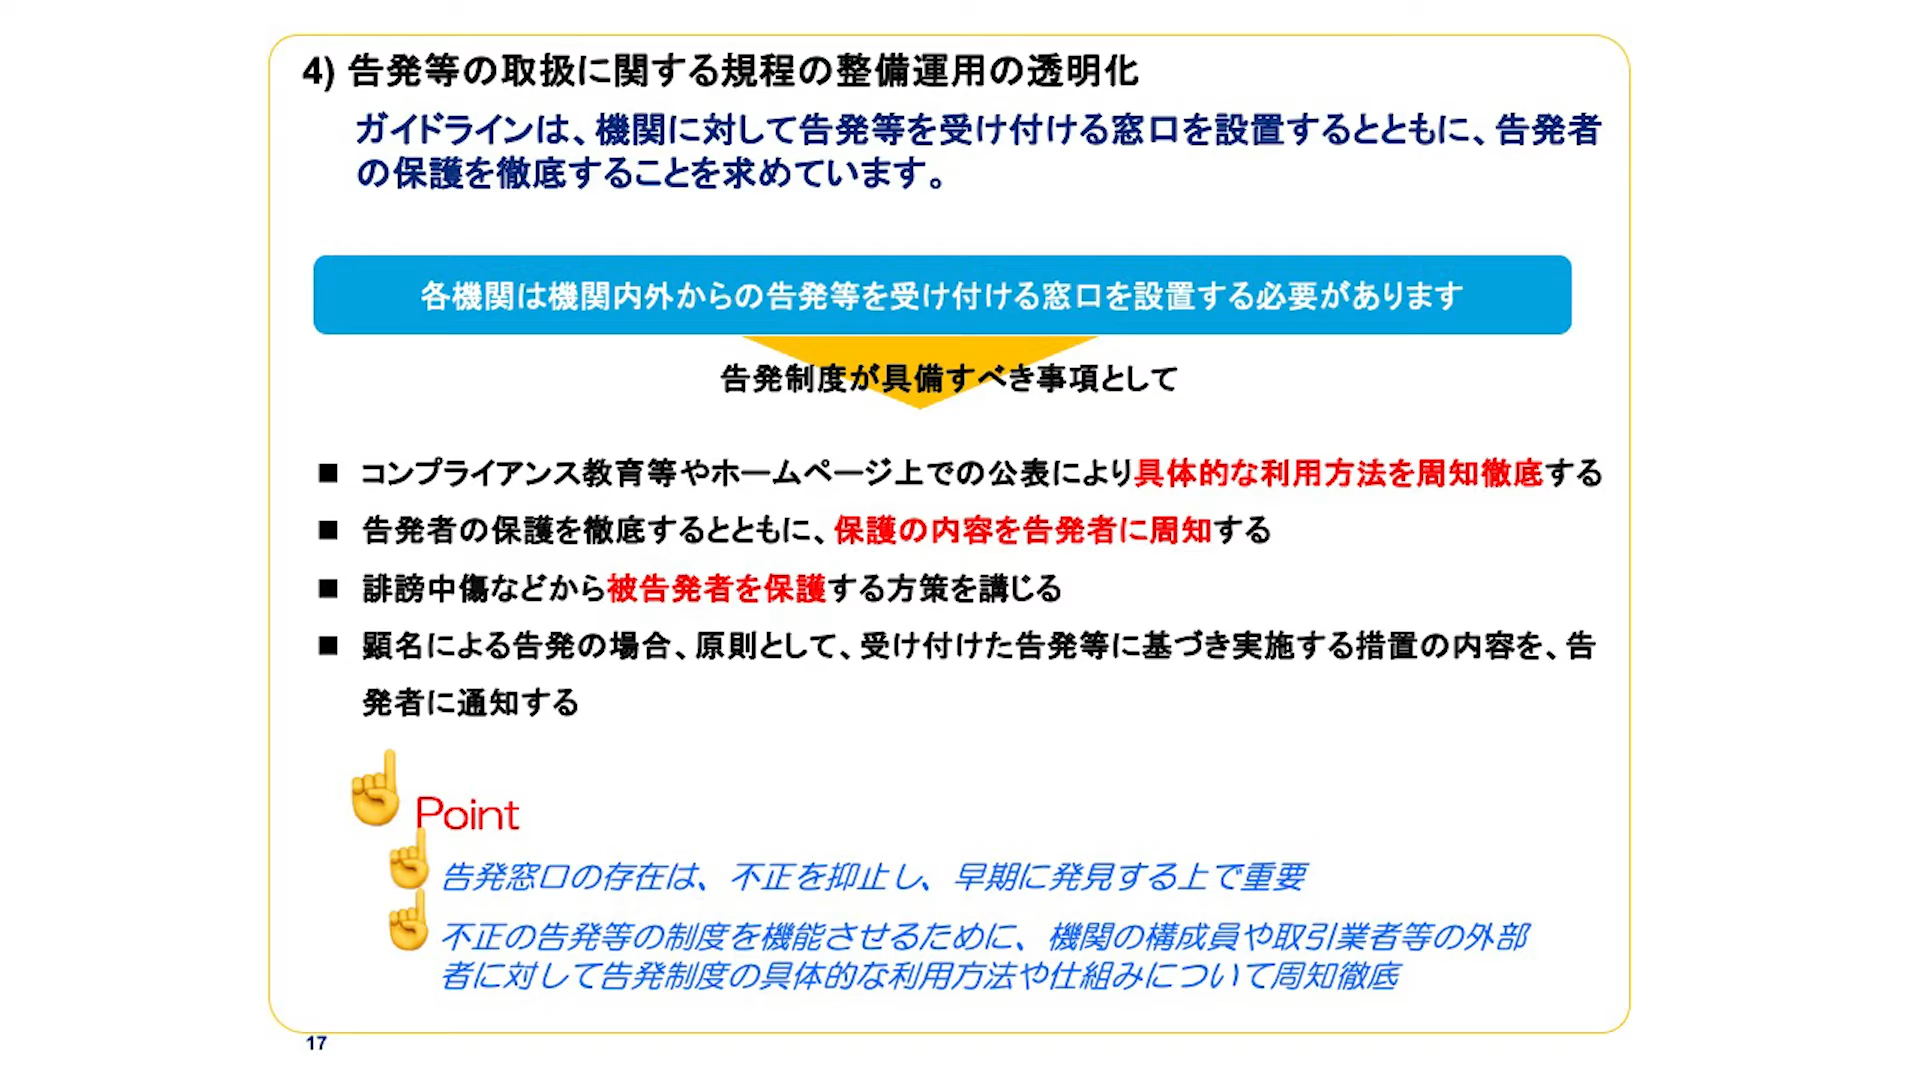 4) 告発等の取扱に関する規程の整備運用の透明化
ガイドラインは、機関に対して告発等を受け付ける窓口を設置するとともに、告発者
の保護を徹底することを求めています。
各機関は機関内外からの告発等を受け付ける窓口を設置する必要があります
告発制度が具備すべき事項として
■ コンプライアンス教育等やホームページ上での公表により具体的な利用方法を周知徹底する
■ 告発者の保護を徹底するとともに、保護の内容を告発者に周知する
■ 誹謗中傷などから被告発者を保護する方策を講じる
■ 顕名による告発の場合、原則として、受け付けた告発等に基づき実施する措置の内容を、告
発者に通知する
Point
告発窓口の存在は、不正を抑止し、早期に発見する上で重要
不正の告発等の制度を機能させるために、機関の構成員や取引業者等の外部
者に対して告発制度の具体的な利用方法や仕組みについて周知徹底
17